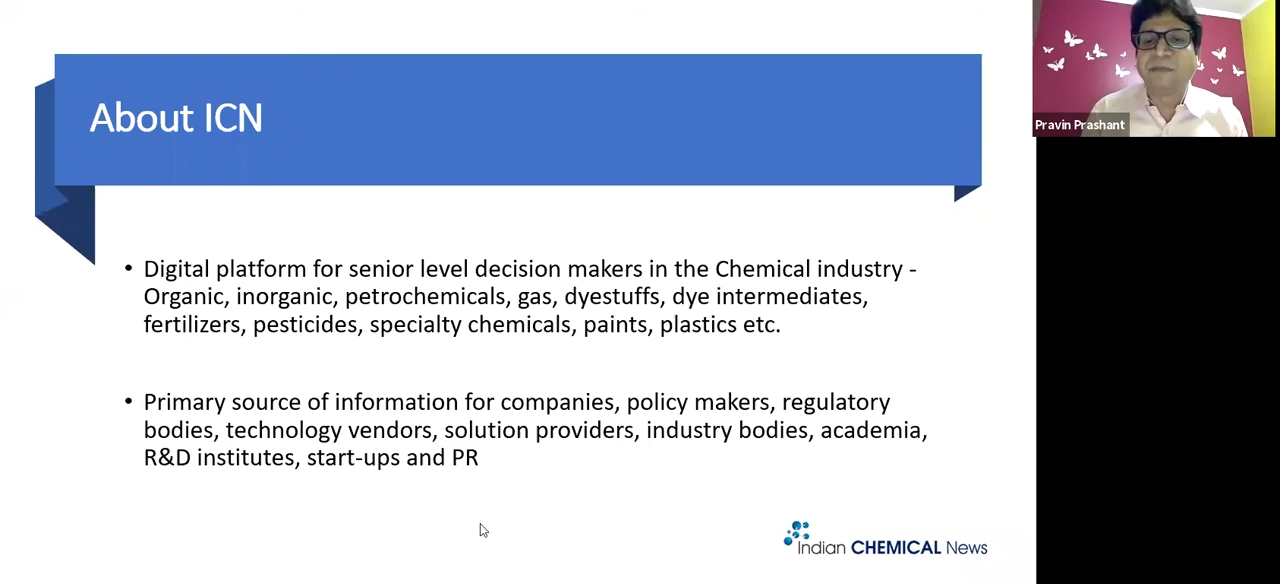 About ICN
Pravin Prashant
• Digital platform for senior level decision makers in the Chemical industry -
Organic, inorganic, petrochemicals, gas, dyestuffs, dye intermediates,
fertilizers, pesticides, specialty chemicals, paints, plastics etc.
• Primary source of information for companies, policy makers, regulatory
bodies, technology vendors, solution providers, industry bodies, academia,
R&D institutes, start-ups and PR
Indian CHEMICAL News